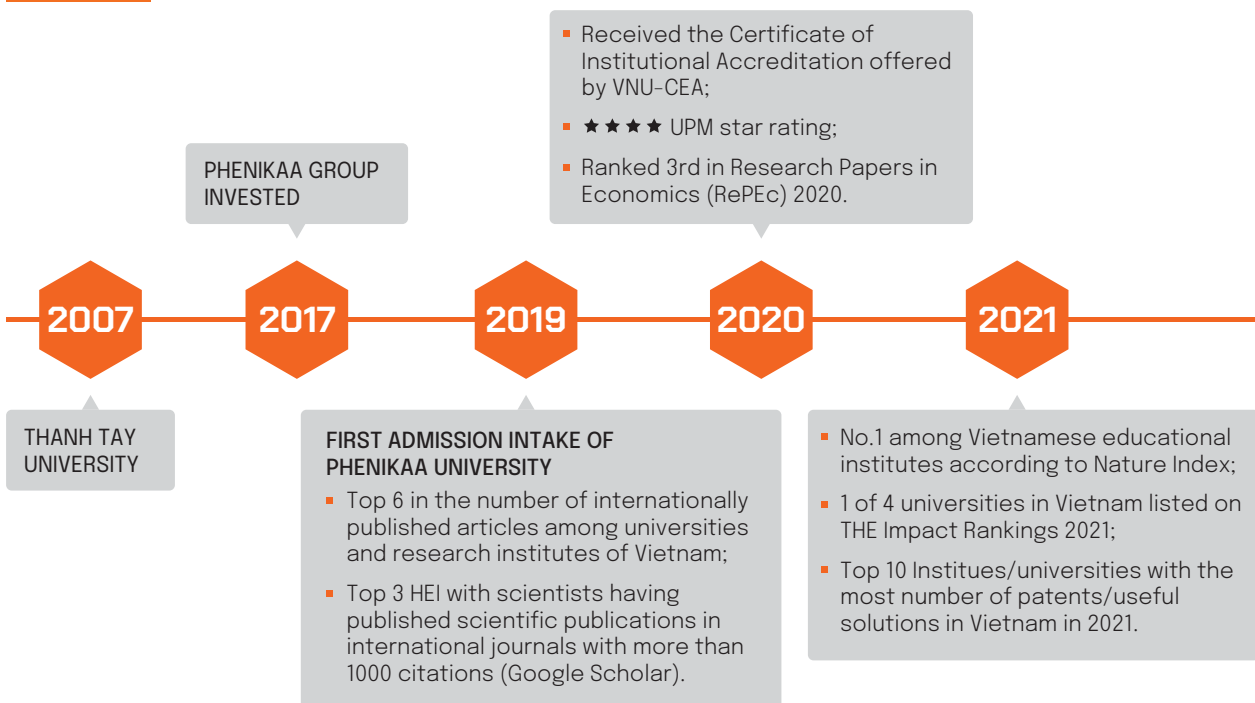 Received the Certificate of
Institutional Accreditation offered
by VNU-CEA;
★★★★ UPM star rating;
Ranked 3rd in Research Papers in
Economics (RePEc) 2020.
PHENIKAA GROUP
INVESTED
2007
2017
2019
2020
2021
THANH TAY
UNIVERSITY
FIRST ADMISSION INTAKE OF
PHENIKAA UNIVERSITY
Top 6 in the number of internationally
published articles among universities
and research institutes of Vietnam;
Top 3 HEI with scientists having
published scientific publications in
international journals with more than
1000 citations (Google Scholar).
No.1 among Vietnamese educational
institutes according to Nature Index;
1 of 4 universities in Vietnam listed on
THE Impact Rankings 2021;
Top 10 Institues/universities with the
most number of patents/useful
solutions in Vietnam in 2021.